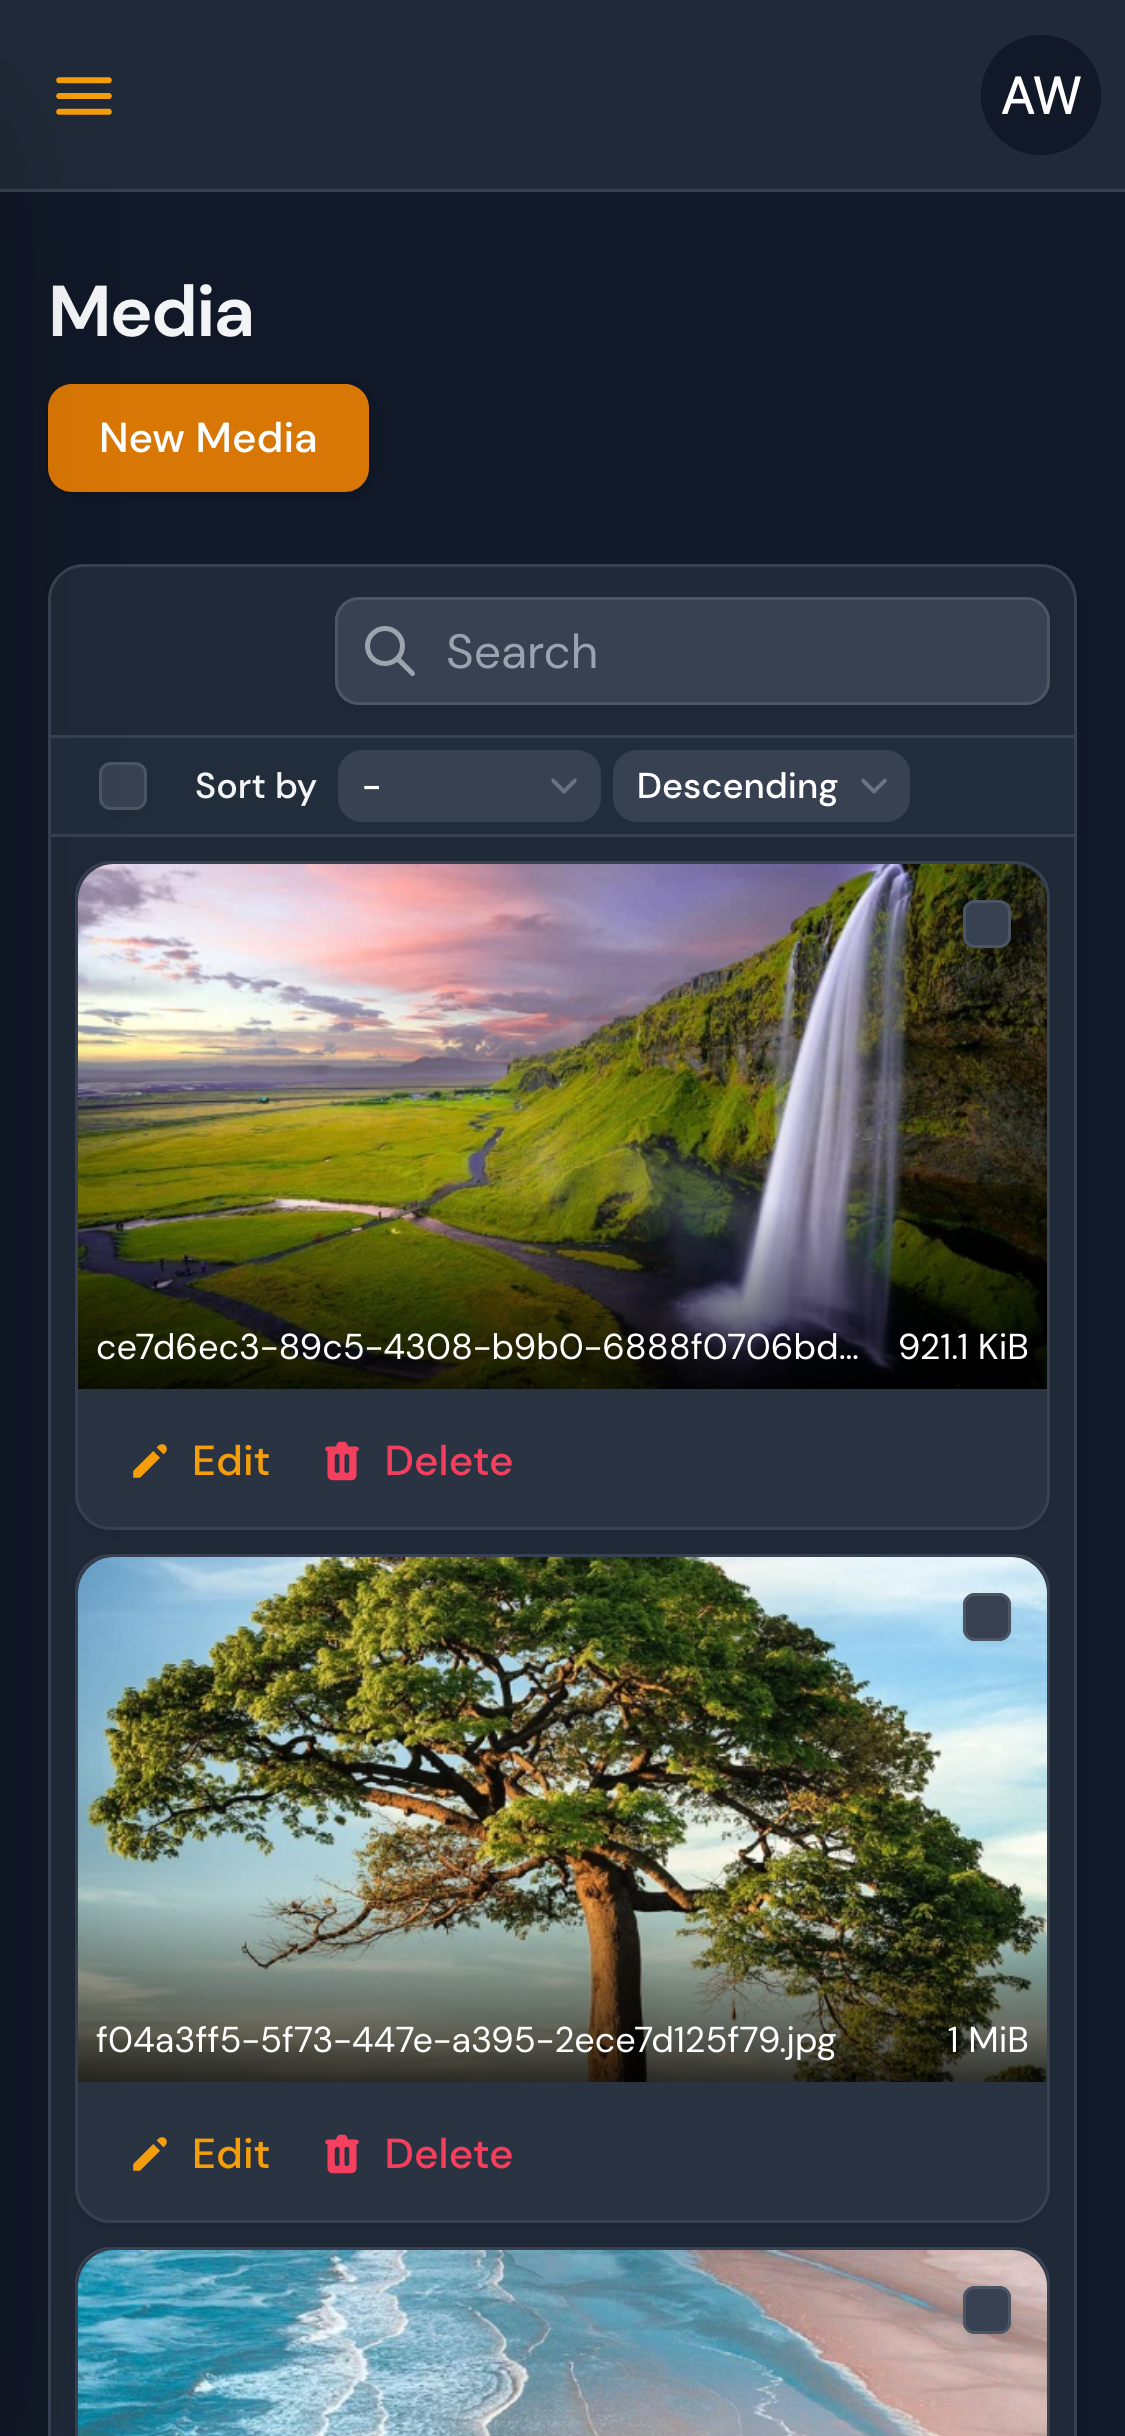 AW
Media
New Media
Search
Sort by - Descending
ce7d6ec3-89c5-4308-b9b0-6888f0706bd... 921.1 KiB
Edit Delete
f04a3ff5-5f73-447e-a395-2ece7d125f79.jpg 1 MiB
Edit Delete